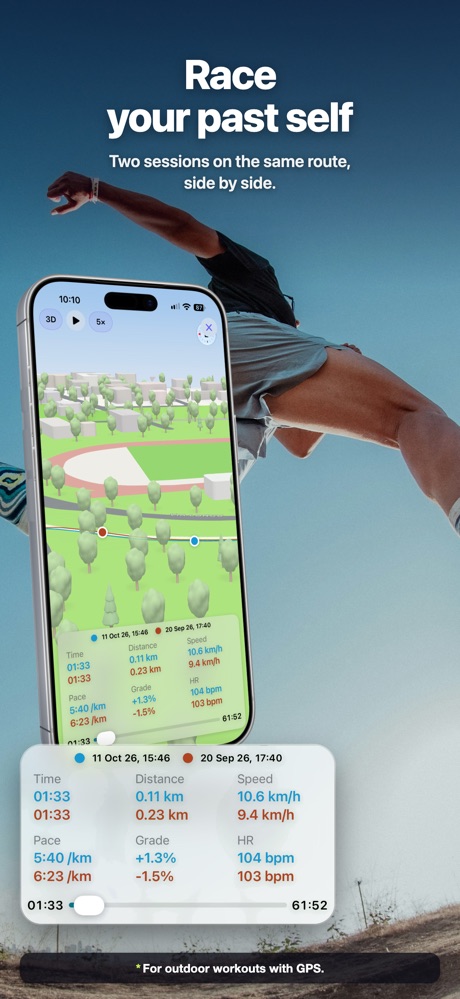 Race
your past self
Two sessions on the same route,
side by side.
10:10
87
3D
5x
11 Oct 26, 15:46 20 Sep 26, 17:40
Time Distance Speed
01:33 0.11 km 10.6 km/h
01:33 0.23 km 9.4 km/h
Pace Grade HR
5:40 /km +1.3% 104 bpm
6:23 /km -1.5% 103 bpm
01:33 61:52
11 Oct 26, 15:46 20 Sep 26, 17:40
Time Distance Speed
01:33 0.11 km 10.6 km/h
01:33 0.23 km 9.4 km/h
Pace Grade HR
5:40 /km +1.3% 104 bpm
6:23 /km -1.5% 103 bpm
01:33 61:52
* For outdoor workouts with GPS.